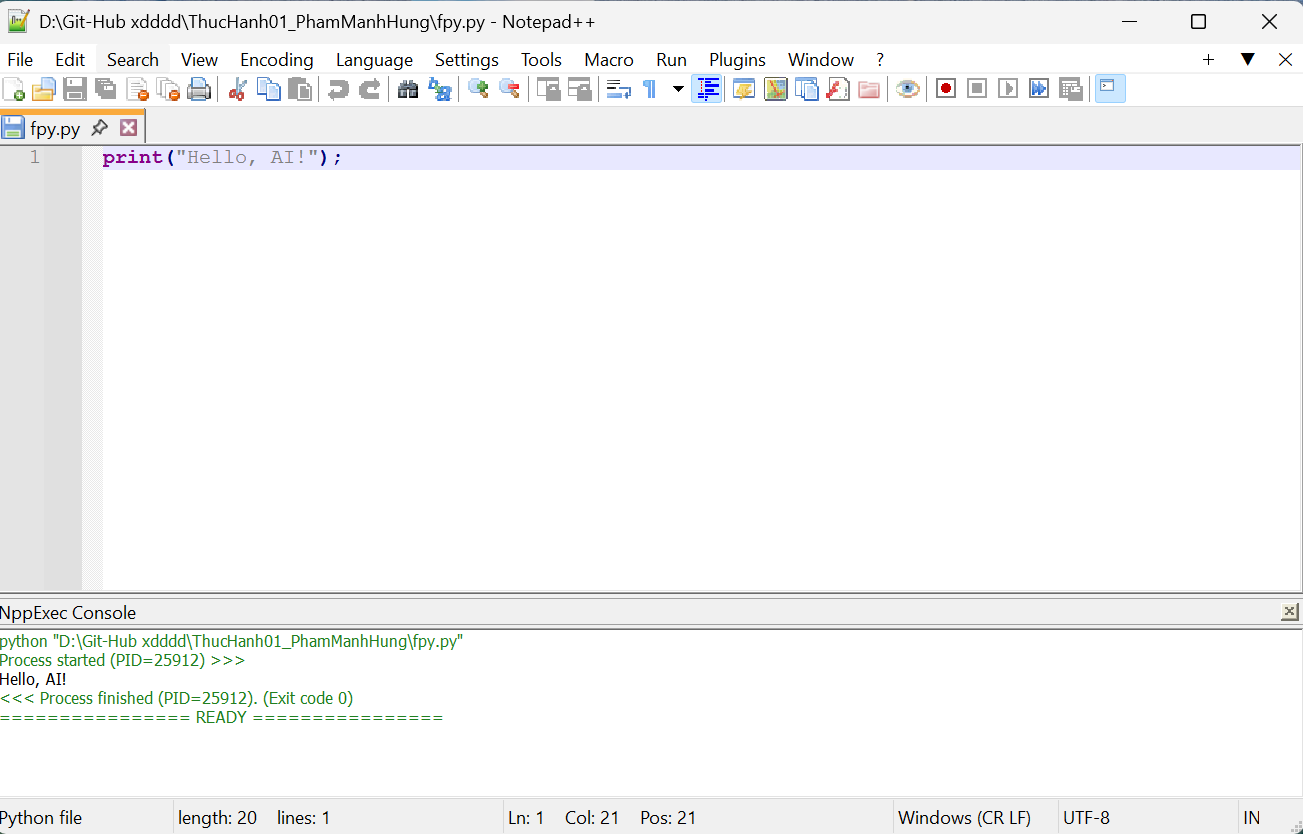 D:\Git-Hub xdddd\ThucHanh01_PhamManhHung\fpy.py - Notepad++
File Edit Search View Encoding Language Settings Tools Macro Run Plugins Window ? + ▼ X
fpy.py
1 print("Hello, AI!");
NppExec Console
python "D:\Git-Hub xdddd\ThucHanh01_PhamManhHung\fpy.py"
Process started (PID=25912) >>>
Hello, AI!
<<< Process finished (PID=25912). (Exit code 0)
================ READY ================
Python file length: 20 lines: 1 Ln: 1 Col: 21 Pos: 21 Windows (CR LF) UTF-8 IN